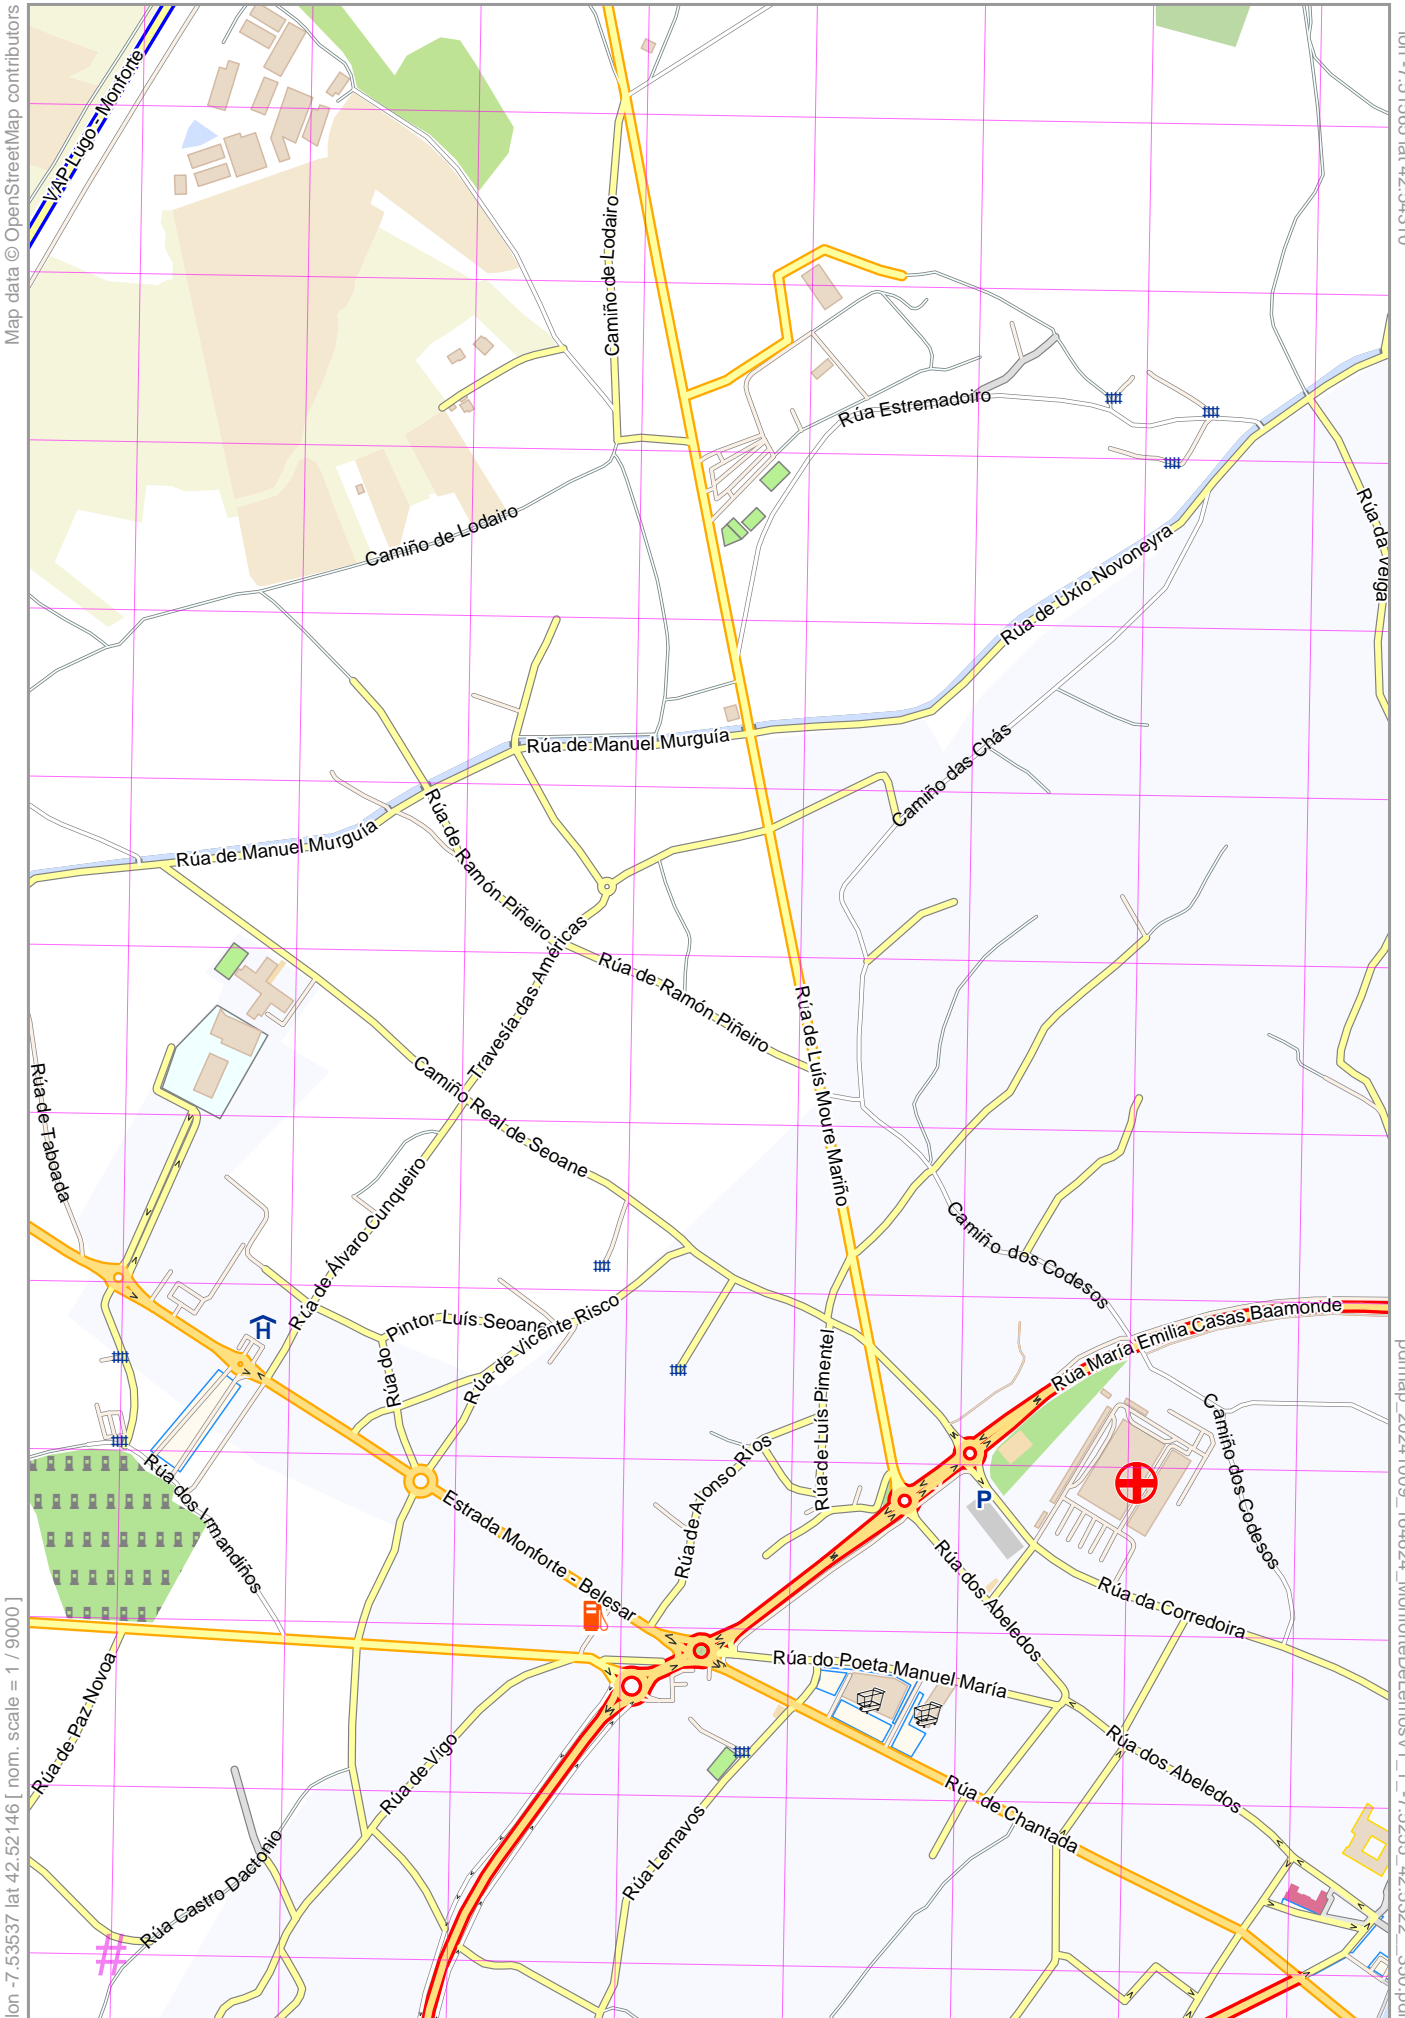 Map data © OpenStreetMap contributors
VAP Lugo - Monforte
Camiño de Lodairo
Rúa Estremadoiro
Rúa da Veiga
Camiño de Lodairo
Rúa de Uxío Novoneyra
Rúa de Manuel Murguía
Camiño das Chás
Rúa de Manuel Murguía
Rúa de Ramón Piñeiro
Rúa de Ramón Piñeiro
Travesía das Américas
Rúa de Luís Moure Mariño
Rúa de Taboada
Camiño Real de Seoane
Rúa de Álvaro Cunqueiro
Camiño dos Codesos
H
Pintor Luís Seoane
Rúa do
Rúa de Vicente Risco
Rúa María Emilia Casas Baamonde
Rúa de Luís Pimentel
Camiño dos Codesos
Rúa de Alonso Ríos
P
Rúa dos Irmandiños
Estrada Monforte - Belesar
Rúa dos Abeledos
Rúa da Corredoira
Rúa do Poeta Manuel María
Rúa de Paz Novoa
Rúa de Vigo
Rúa dos Abeledos
Rúa de Chantada
Rúa Lemavos
Rúa Castro Dactonio
#
lon -7.53537 lat 42.52146 [ nom. scale = 1 / 9000 ]